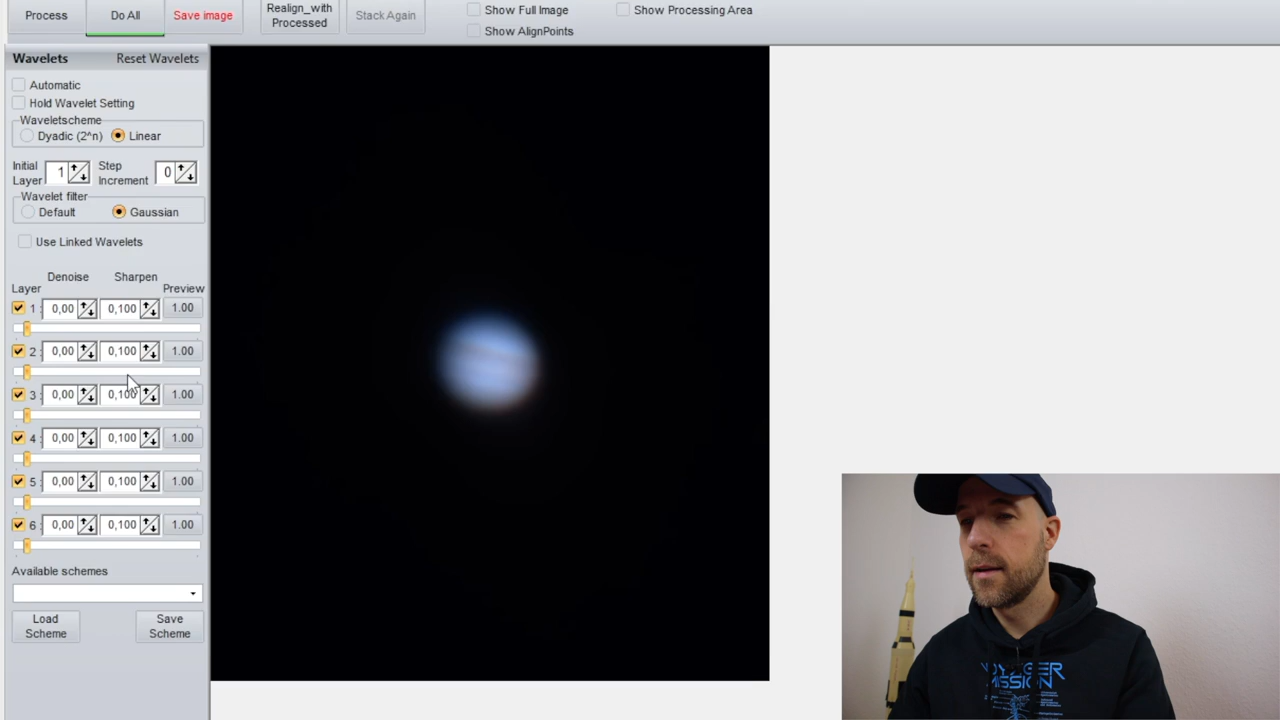 Process
Do All
Save image
Realign_with
Processed
Stack Again
Show Full Image
Show AlignPoints
Show Processing Area
Wavelets
Reset Wavelets
Automatic
Hold Wavelet Setting
Waveletscheme
Dyadic (2^n)
Linear
Initial
Layer
1
Step
Increment
0
Wavelet filter
Default
Gaussian
Use Linked Wavelets
Denoise
Sharpen
Layer
Preview
1 : 0,00 0,100 1.00
2 : 0,00 0,100 1.00
3 : 0,00 0,100 1.00
4 : 0,00 0,100 1.00
5 : 0,00 0,100 1.00
6 : 0,00 0,100 1.00
Available schemes
Load
Scheme
Save
Scheme
VOYAGER
MISSION